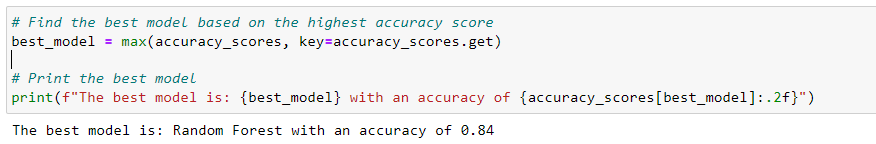 # Find the best model based on the highest accuracy score
best_model = max(accuracy_scores, key=accuracy_scores.get)
# Print the best model
print(f"The best model is: {best_model} with an accuracy of {accuracy_scores[best_model]:.2f}")
The best model is: Random Forest with an accuracy of 0.84